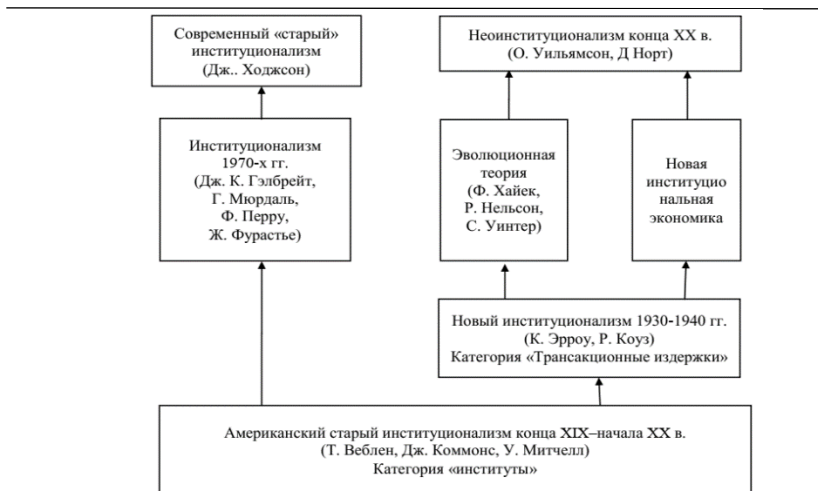 Современный «старый»
институционализм
(Дж.. Ходжсон)
Неоинституционализм конца XX в.
(О. Уильямсон, Д Норт)
Институционализм
1970-х гг.
(Дж. К. Гэлбрейт,
Г. Мюрдаль,
Ф. Перру,
Ж. Фурастье)
Эволюционная
теория
(Ф. Хайек,
Р. Нельсон,
С. Уинтер)
Новая
институцио
нальная
экономика
Новый институционализм 1930-1940 гг.
(К. Эрроу, Р. Коуз)
Категория «Трансакционные издержки»
Американский старый институционализм конца XIX–начала XX в.
(Т. Веблен, Дж. Коммонс, У. Митчелл)
Категория «институты»